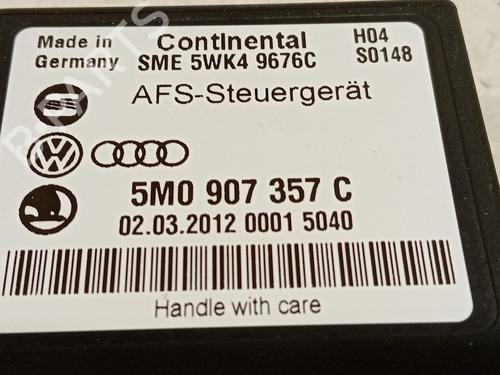 Made in Germany
Continental
SME 5WK4 9676C
H04
S0148
AFS-Steuergerät
5M0 907 357 C
02.03.2012 0001 5040
Handle with care
B-PARTS